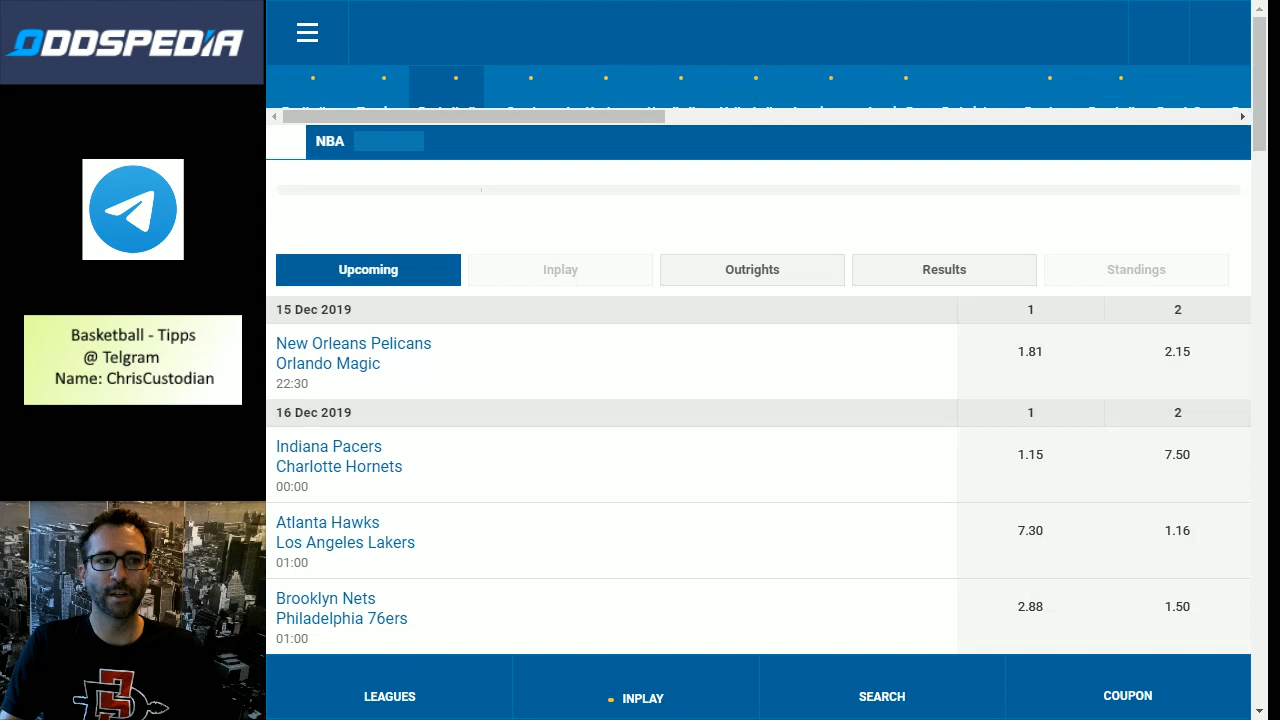 ODDSPEDIA
NBA
Upcoming
Inplay
Outrights
Results
Standings
15 Dec 2019
1
2
New Orleans Pelicans
Orlando Magic
22:30
1.81
2.15
16 Dec 2019
1
2
Indiana Pacers
Charlotte Hornets
00:00
1.15
7.50
Atlanta Hawks
Los Angeles Lakers
01:00
7.30
1.16
Brooklyn Nets
Philadelphia 76ers
01:00
2.88
1.50
LEAGUES
INPLAY
SEARCH
COUPON
Basketball - Tipps
@ Telgram
Name: ChrisCustodian